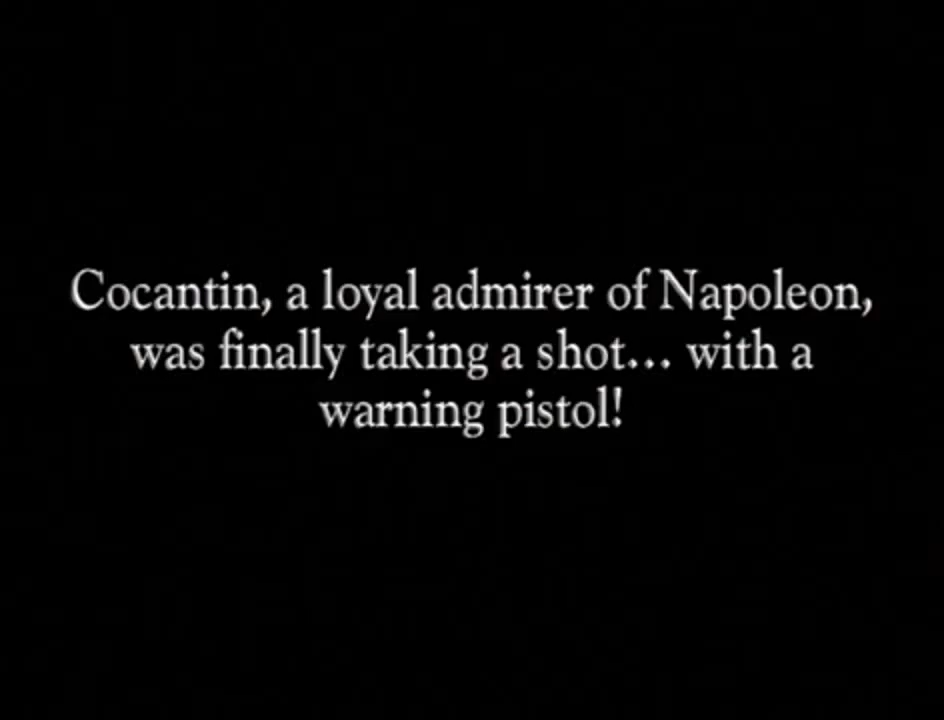 Cocantin, a loyal admirer of Napoleon,
was finally taking a shot... with a
warning pistol!